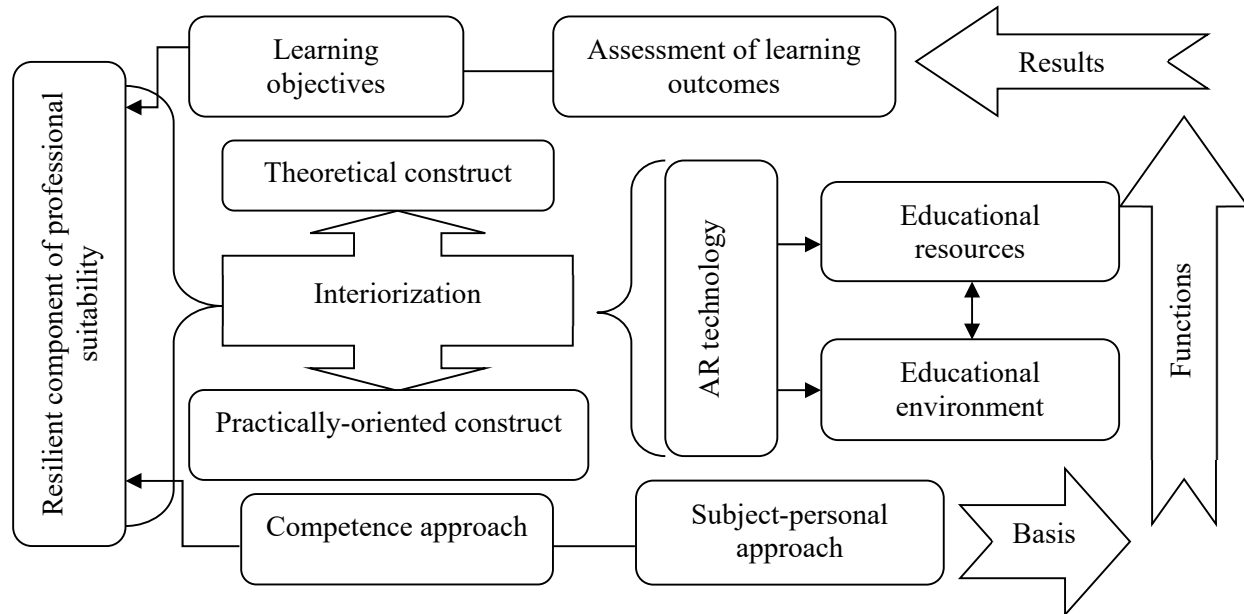 Learning
objectives
Assessment of learning
outcomes
Results
Resilient component of professional
suitability
Theoretical construct
Interiorization
Practically-oriented construct
AR technology
Educational
resources
Educational
environment
Functions
Competence approach
Subject-personal
approach
Basis